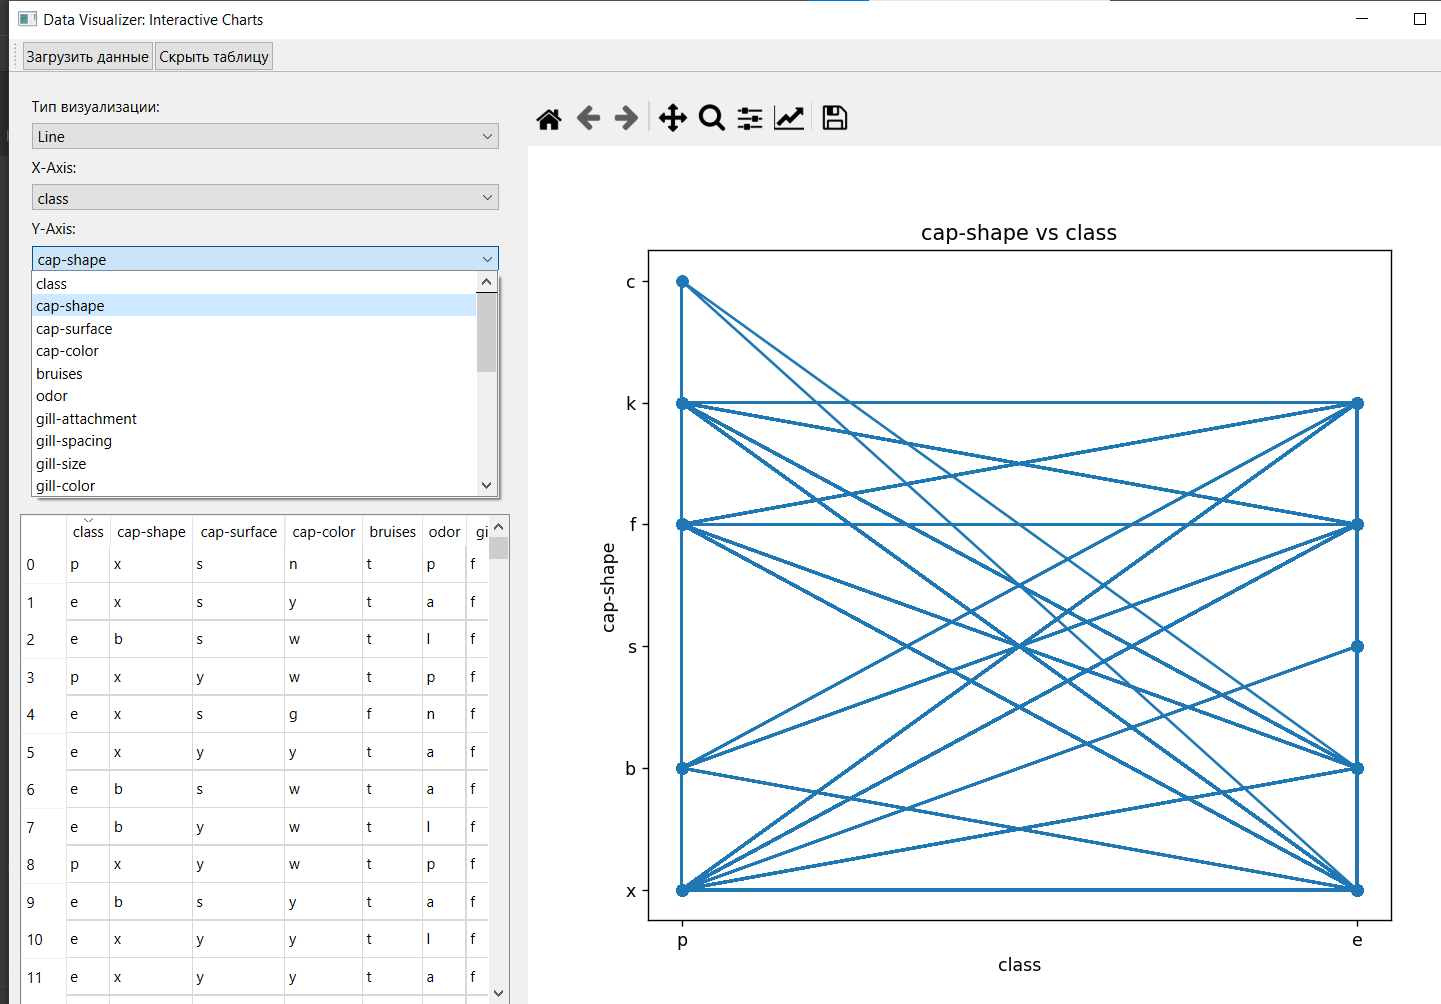 Data Visualizer: Interactive Charts
Загрузить данные Скрыть таблицу
Тип визуализации:
Line
X-Axis:
class
Y-Axis:
cap-shape
class
cap-shape
cap-surface
cap-color
bruises
odor
gill-attachment
gill-spacing
gill-size
gill-color
class cap-shape cap-surface cap-color bruises odor gi
0 p x s n t p f
1 e x s y t a f
2 e b s w t l f
3 p x y w t p f
4 e x s g f n f
5 e x y y t a f
6 e b s w t a f
7 e b y w t l f
8 p x y w t p f
9 e b s y t a f
10 e x y y t l f
11 e x y y t a f
cap-shape vs class
c
k
f
s
b
x
cap-shape
p e
class